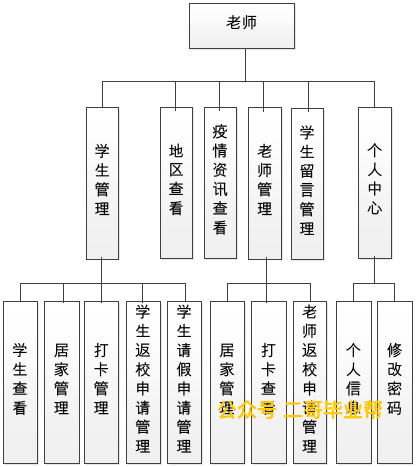 老师
学生管理
地区查看
疫情资讯查看
老师管理
学生留言管理
个人中心
学生查看
居家管理
打卡管理
学生返校申请管理
学生请假申请管理
居家管理
打卡查看
老师返校申请管理
个人信息
修改密码
公众号 二哥毕业帮